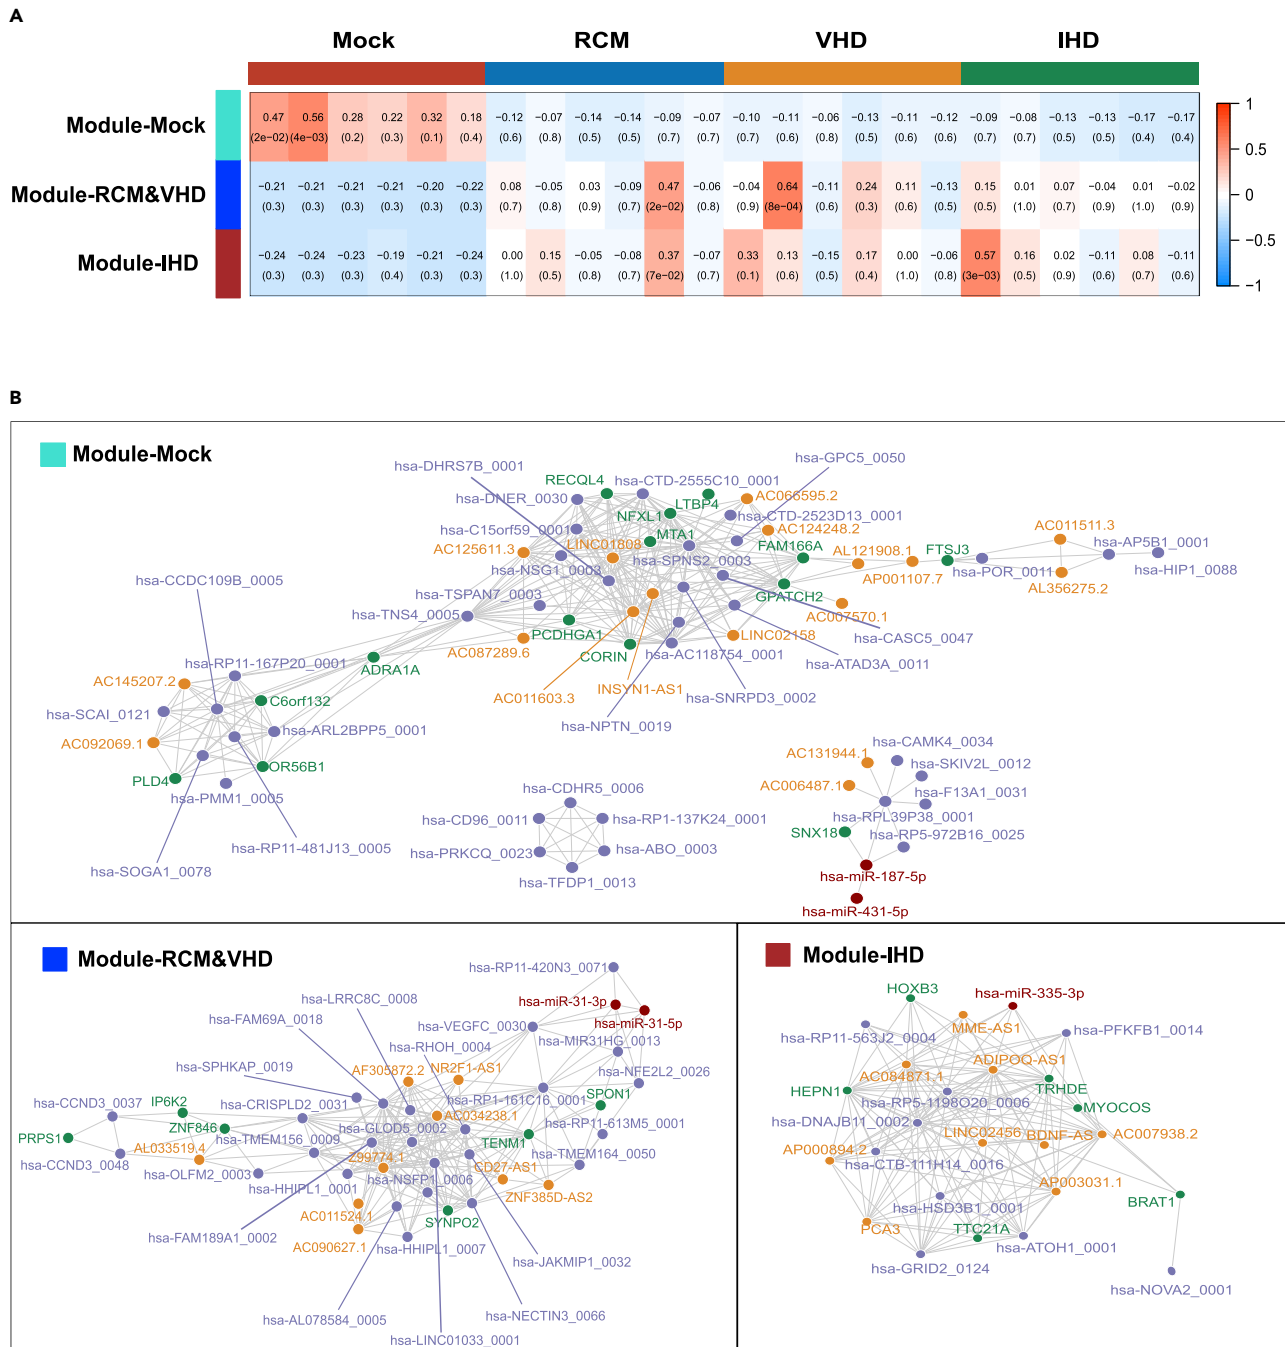 A
Mock RCM VHD IHD
Module-Mock
0.47 0.56 0.28 0.22 0.32 0.18 −0.12 −0.07 −0.14 −0.14 −0.09 −0.07 −0.10 −0.11 −0.06 −0.13 −0.11 −0.12 −0.09 −0.08 −0.13 −0.13 −0.17 −0.17
(2e−02) (4e−03) (0.2) (0.3) (0.1) (0.4) (0.6) (0.8) (0.5) (0.5) (0.7) (0.7) (0.7) (0.6) (0.8) (0.5) (0.6) (0.6) (0.7) (0.7) (0.5) (0.5) (0.4) (0.4)
Module-RCM&VHD
−0.21 −0.21 −0.21 −0.21 −0.20 −0.22 0.08 −0.05 0.03 −0.09 0.47 −0.06 −0.04 0.64 −0.11 0.24 0.11 −0.13 0.15 0.01 0.07 −0.04 0.01 −0.02
(0.3) (0.3) (0.3) (0.3) (0.3) (0.3) (0.7) (0.8) (0.9) (0.7) (2e−02) (0.8) (0.9) (8e−04) (0.6) (0.3) (0.6) (0.5) (0.5) (1.0) (0.7) (0.9) (1.0) (0.9)
Module-IHD
−0.24 −0.24 −0.23 −0.19 −0.21 −0.24 0.00 0.15 −0.05 −0.08 0.37 −0.07 0.33 0.13 −0.15 0.17 0.00 −0.06 0.57 0.16 0.02 −0.11 0.08 −0.11
(0.3) (0.3) (0.3) (0.4) (0.3) (0.3) (1.0) (0.5) (0.8) (0.7) (7e−02) (0.7) (0.1) (0.6) (0.5) (0.4) (1.0) (0.8) (3e−03) (0.5) (0.9) (0.6) (0.7) (0.6)
1
0.5
0
−0.5
−1
B
Module-Mock
hsa-GPC5_0050
hsa-DHRS7B_0001
RECQL4
hsa-CTD-2555C10_0001
hsa-DNER_0030
LTBP4
AC066595.2
NFXL1
hsa-CTD-2523D13_0001
hsa-C15orf59_0001
MTA1
AC124248.2
AC011511.3
AC125611.3
LINC01808
FAM166A
AL121908.1
FTSJ3
hsa-AP5B1_0001
hsa-NSG1_0003
hsa-SPNS2_0003
hsa-POR_0011
hsa-HIP1_0088
hsa-CCDC109B_0005
hsa-TSPAN7_0003
GPATCH2
AP001107.7
AL356275.2
hsa-TNS4_0005
AC007570.1
PCDHGA1
LINC02158
hsa-CASC5_0047
AC087289.6
CORIN
hsa-AC118754_0001
hsa-RP11-167P20_0001
ADRA1A
hsa-ATAD3A_0011
AC145207.2
AC011603.3
INSYN1-AS1
hsa-SNRPD3_0002
C6orf132
hsa-SCAI_0121
hsa-NPTN_0019
hsa-ARL2BPP5_0001
AC092069.1
OR56B1
PLD4
hsa-PMM1_0005
hsa-RP11-481J13_0005
hsa-SOGA1_0078
hsa-CDHR5_0006
hsa-CD96_0011
hsa-RP1-137K24_0001
hsa-PRKCQ_0023
hsa-ABO_0003
hsa-TFDP1_0013
AC131944.1
hsa-CAMK4_0034
hsa-SKIV2L_0012
AC006487.1
hsa-F13A1_0031
hsa-RPL39P38_0001
SNX18
hsa-RP5-972B16_0025
hsa-miR-187-5p
hsa-miR-431-5p
Module-RCM&VHD
hsa-RP11-420N3_0071
hsa-LRRC8C_0008
hsa-miR-31-3p
hsa-FAM69A_0018
hsa-miR-31-5p
hsa-VEGFC_0030
hsa-RHOH_0004
hsa-MIR31HG_0013
hsa-SPHKAP_0019
AF305872.2
NR2F1-AS1
hsa-NFE2L2_0026
hsa-CCND3_0037
IP6K2
hsa-CRISPLD2_0031
hsa-RP1-161C16_0001
SPON1
AC034238.1
ZNF846
hsa-GLOD5_0002
hsa-RP11-613M5_0001
PRPS1
hsa-TMEM156_0009
TENM1
AL033519.4
hsa-TMEM164_0050
hsa-CCND3_0048
Z99774.1
CD27-AS1
hsa-OLFM2_0003
hsa-NSFP1_0006
hsa-HHIPL1_0001
ZNF385D-AS2
AC011524.1
SYNPO2
hsa-FAM189A1_0002
AC090627.1
hsa-HHIPL1_0007
hsa-JAKMIP1_0032
hsa-AL078584_0005
hsa-NECTIN3_0066
hsa-LINC01033_0001
Module-IHD
HOXB3
hsa-miR-335-3p
MME-AS1
hsa-RP11-563J2_0004
hsa-PFKFB1_0014
ADIPOQ-AS1
AC084871.1
HEPN1
TRHDE
hsa-RP5-1198O20_0006
MYOCOS
hsa-DNAJB11_0002
LINC02456
BDNF-AS
AC007938.2
AP000894.2
hsa-CTB-111H14_0016
AP003031.1
hsa-HSD3B1_0001
BRAT1
PCA3
TTC21A
hsa-ATOH1_0001
hsa-GRID2_0124
hsa-NOVA2_0001